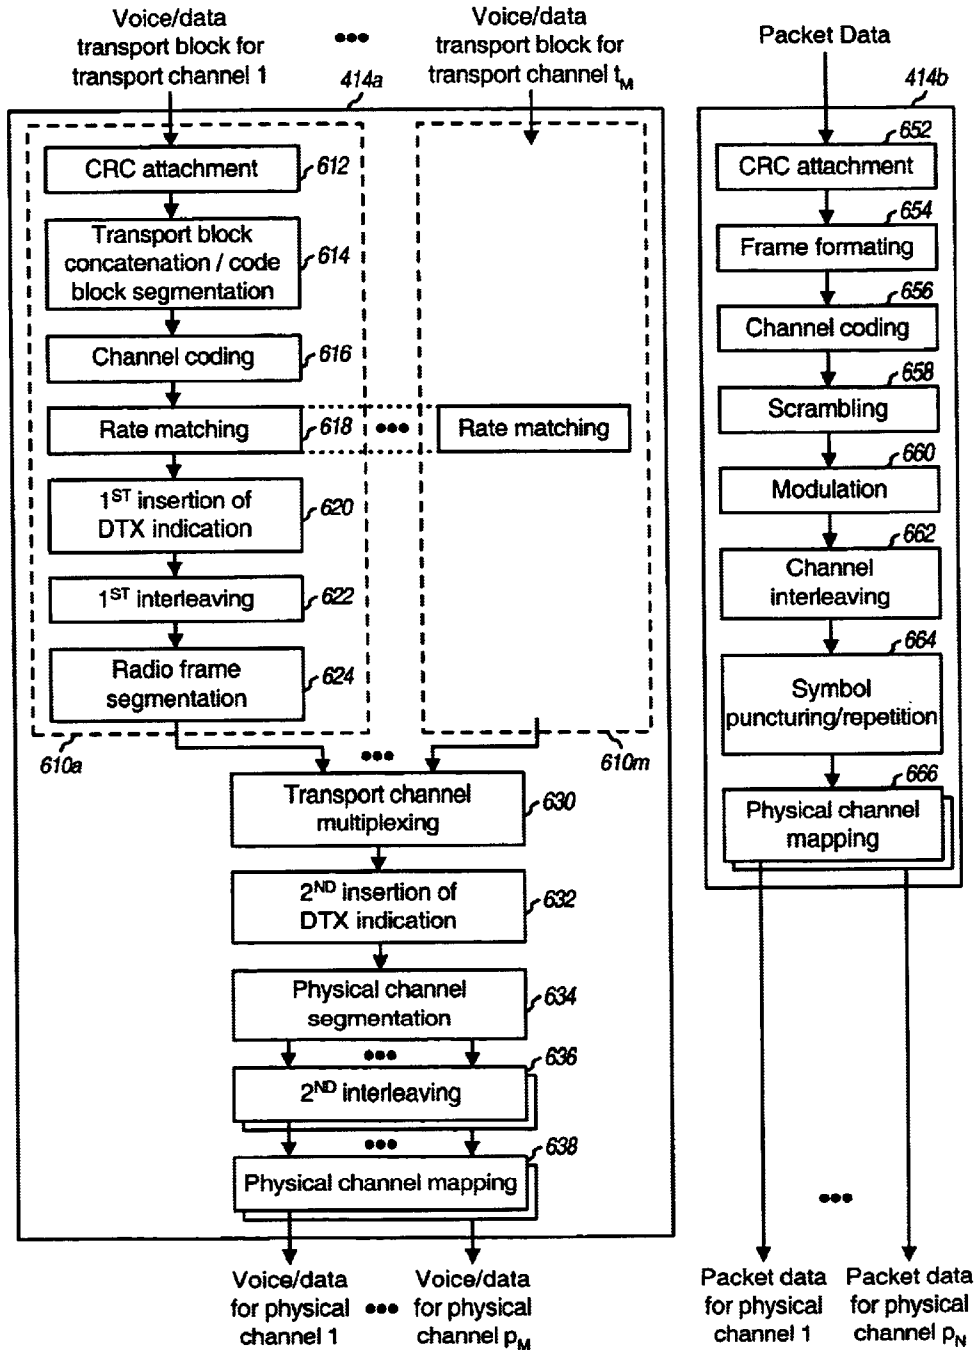 Voice/data
transport block for
transport channel 1
•••
Voice/data
transport block for
transport channel tM
Packet Data
414a
414b
CRC attachment
612
Transport block
concatenation / code
block segmentation
614
Channel coding
616
Rate matching
618
•••
Rate matching
1ST insertion of
DTX indication
620
1ST interleaving
622
Radio frame
segmentation
624
610a
•••
610m
Transport channel
multiplexing
630
2ND insertion of
DTX indication
632
Physical channel
segmentation
634
•••
636
2ND interleaving
•••
638
Physical channel mapping
Voice/data
for physical
channel 1
•••
Voice/data
for physical
channel pM
652
CRC attachment
654
Frame formating
656
Channel coding
658
Scrambling
660
Modulation
662
Channel
interleaving
664
Symbol
puncturing/repetition
666
Physical channel
mapping
•••
Packet data
for physical
channel 1
Packet data
for physical
channel pN